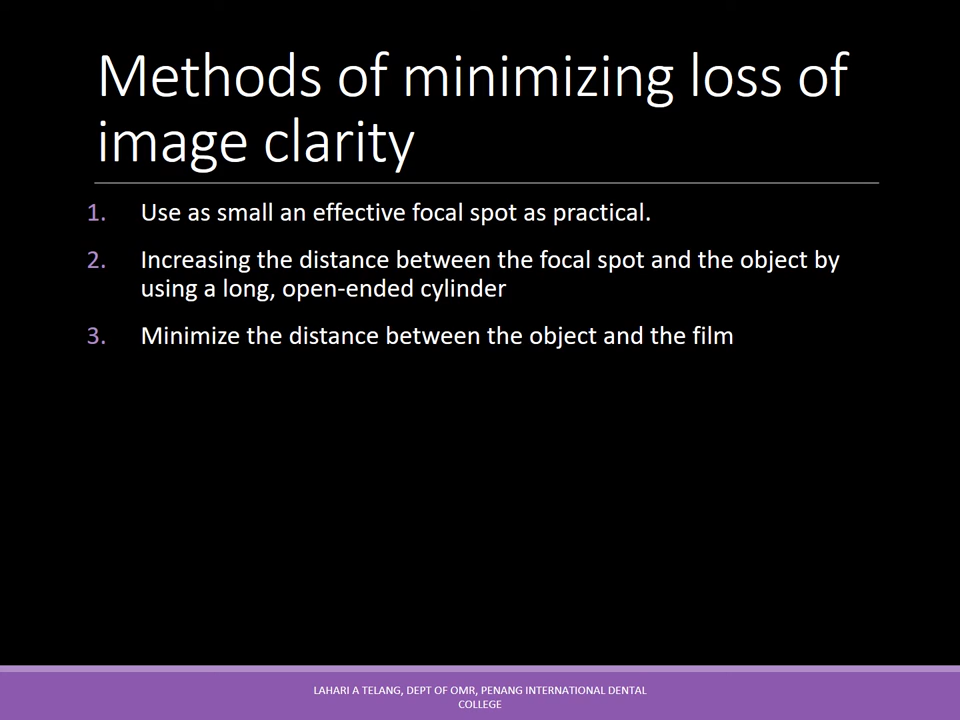 Methods of minimizing loss of
image clarity
1. Use as small an effective focal spot as practical.
2. Increasing the distance between the focal spot and the object by
using a long, open-ended cylinder
3. Minimize the distance between the object and the film
LAHARI A TELANG, DEPT OF OMR, PENANG INTERNATIONAL DENTAL
COLLEGE